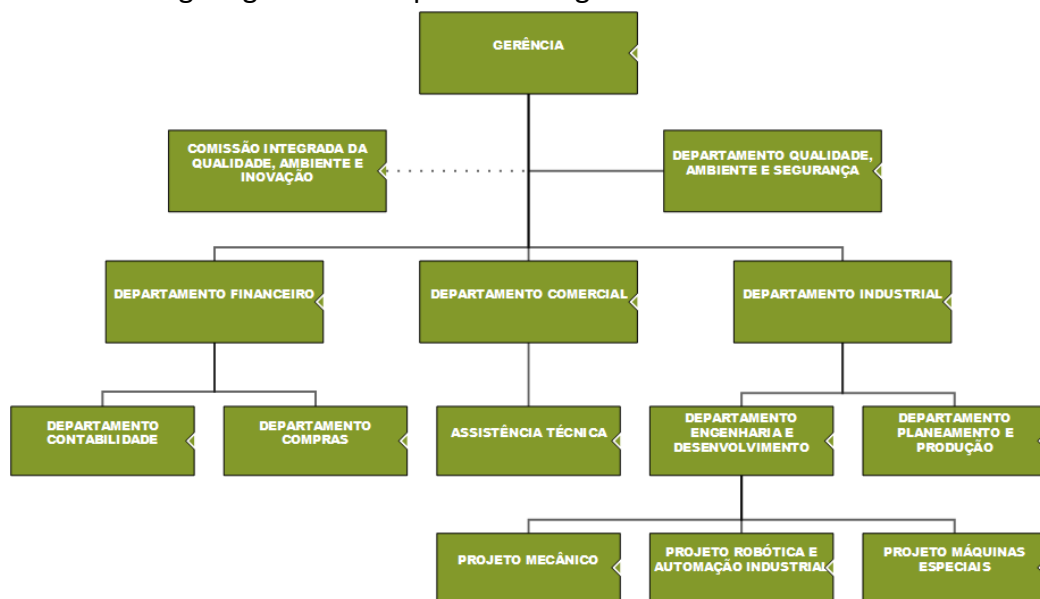 GERÊNCIA
COMISSÃO INTEGRADA DA
QUALIDADE, AMBIENTE E
INOVAÇÃO
DEPARTAMENTO QUALIDADE,
AMBIENTE E SEGURANÇA
DEPARTAMENTO FINANCEIRO
DEPARTAMENTO COMERCIAL
DEPARTAMENTO INDUSTRIAL
DEPARTAMENTO
CONTABILIDADE
DEPARTAMENTO
COMPRAS
ASSISTÊNCIA TÉCNICA
DEPARTAMENTO
ENGENHARIA E
DESENVOLVIMENTO
DEPARTAMENTO
PLANEAMENTO E
PRODUÇÃO
PROJETO MECÂNICO
PROJETO ROBÓTICA E
AUTOMAÇÃO INDUSTRIAL
PROJETO MÁQUINAS
ESPECIAIS